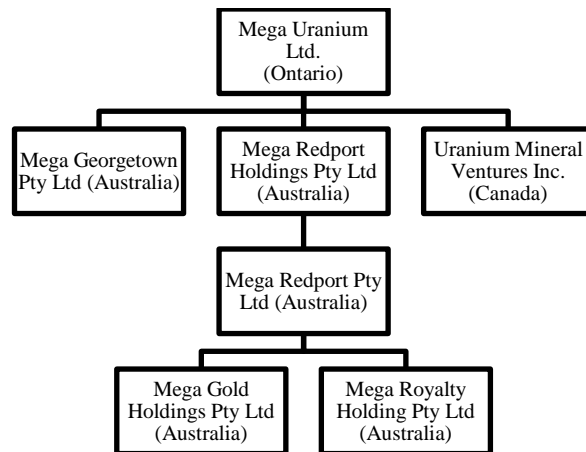 Mega Uranium
Ltd.
(Ontario)
Mega Georgetown
Pty Ltd (Australia)
Mega Redport
Holdings Pty Ltd
(Australia)
Uranium Mineral
Ventures Inc.
(Canada)
Mega Redport Pty
Ltd (Australia)
Mega Gold
Holdings Pty Ltd
(Australia)
Mega Royalty
Holding Pty Ltd
(Australia)